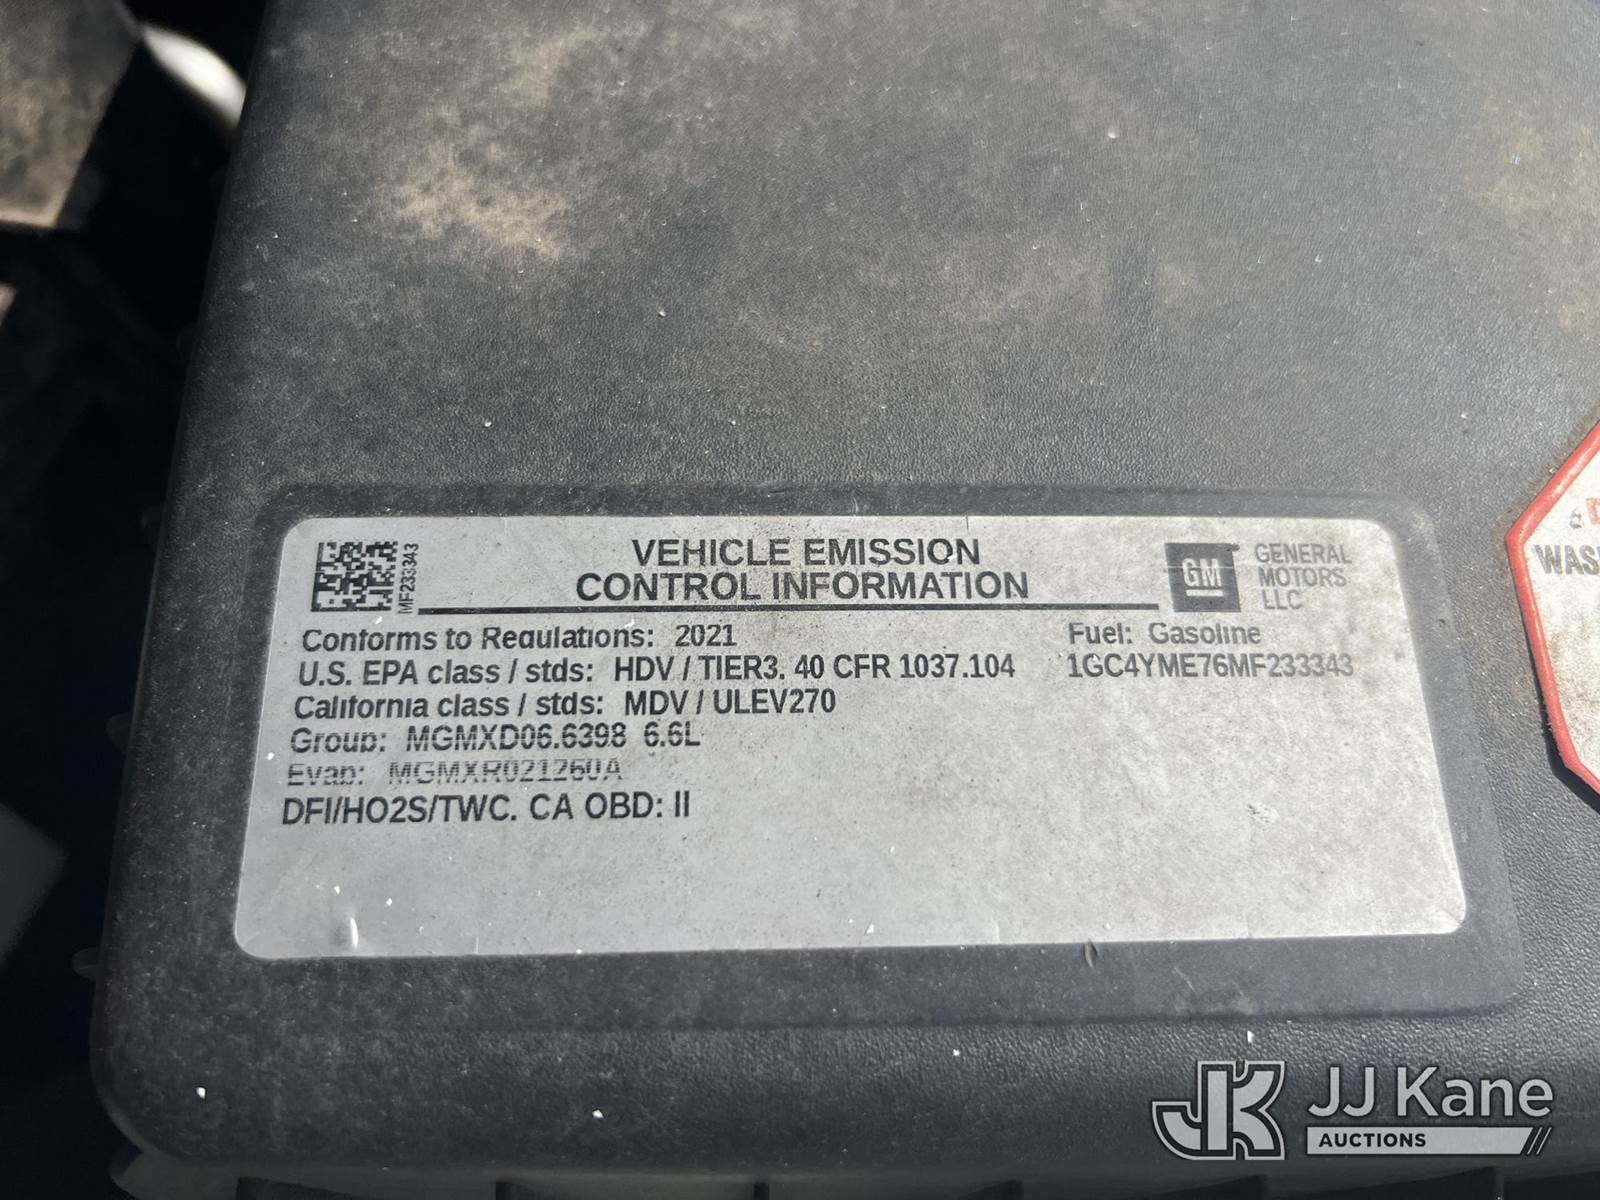 MF233343
VEHICLE EMISSION
CONTROL INFORMATION
GM
GENERAL
MOTORS
LLC
Conforms to Regulations: 2021
Fuel: Gasoline
U.S. EPA class / stds: HDV / TIER3. 40 CFR 1037.104
1GC4YME76MF233343
California class / stds: MDV / ULEV270
Group: MGMXD06.6398 6.6L
Evap: MGMXR021260A
DFI/HO2S/TWC. CA OBD: II
JK JJ Kane
AUCTIONS